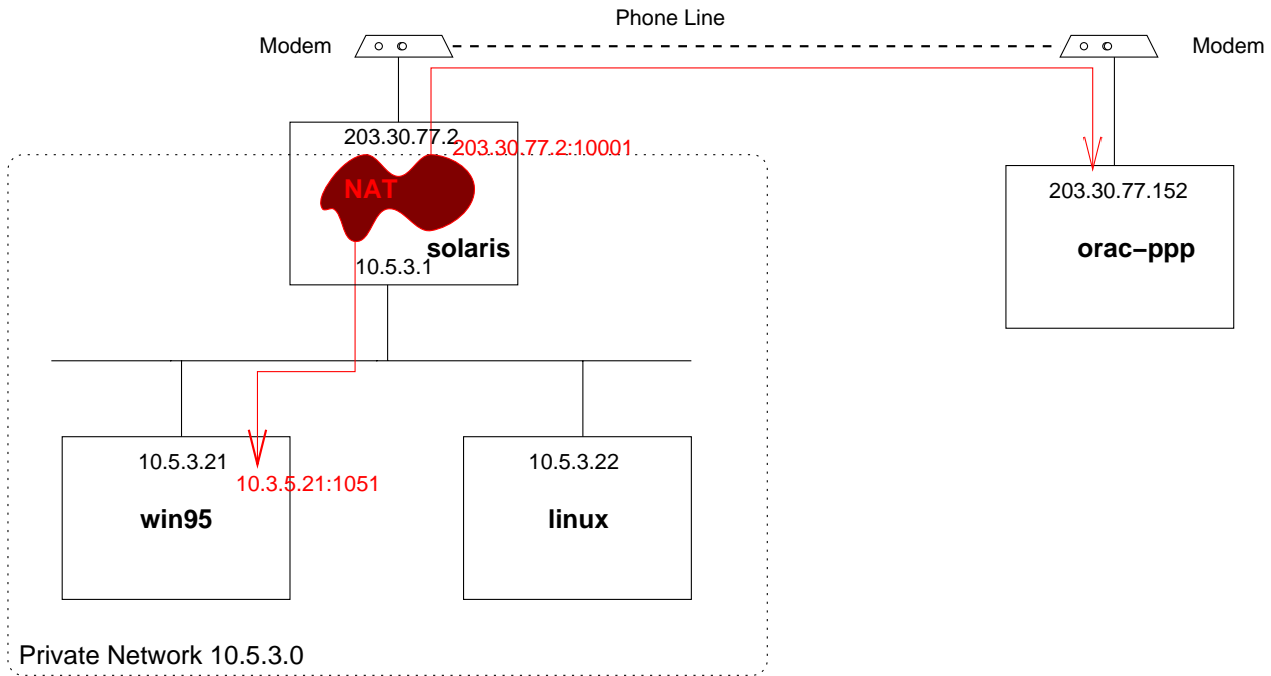 Phone Line
Modem
Modem
203.30.77.2
203.30.77.2:10001
NAT
203.30.77.152
solaris
orac−ppp
10.5.3.1
10.5.3.21
10.5.3.22
10.3.5.21:1051
win95
linux
Private Network 10.5.3.0